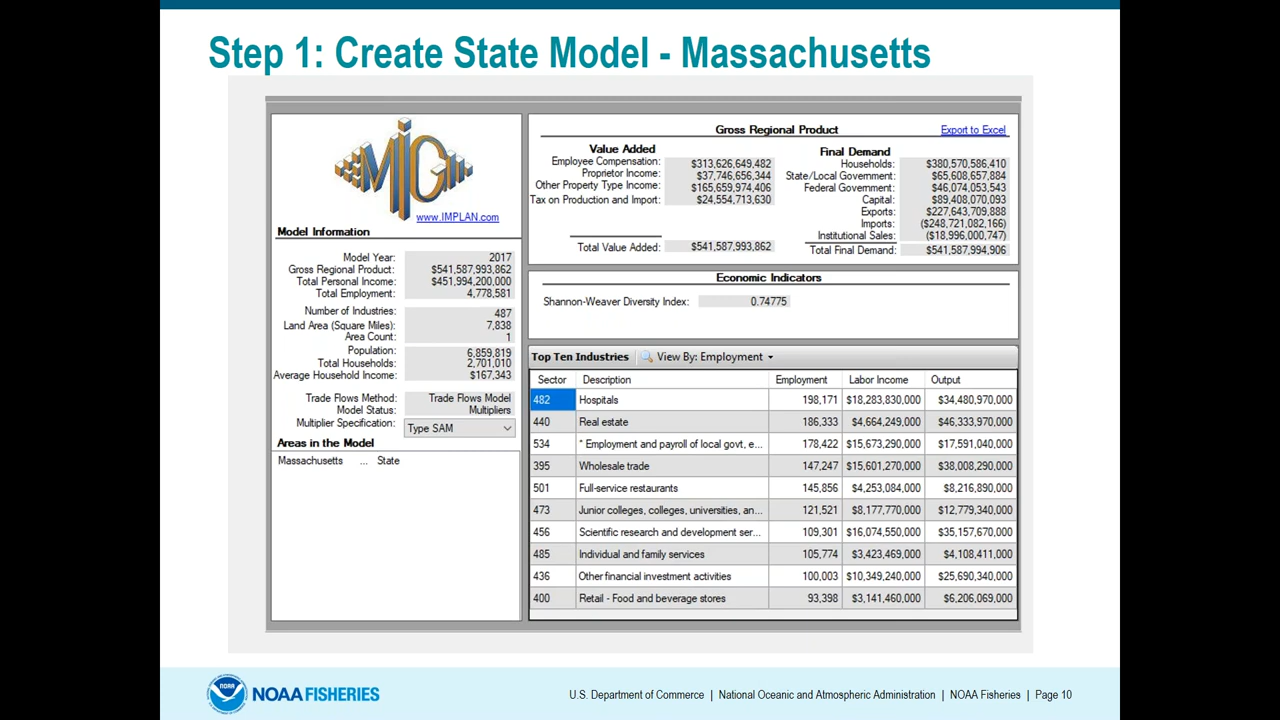 Step 1: Create State Model - Massachusetts
MIG
www.IMPLAN.com
Model Information
Model Year: 2017
Gross Regional Product: $541,587,993,862
Total Personal Income: $451,994,200,000
Total Employment: 4,778,581
Number of Industries: 487
Land Area (Square Miles): 7,838
Area Count: 1
Population: 6,859,819
Total Households: 2,701,010
Average Household Income: $167,343
Trade Flows Method: Trade Flows Model
Model Status: Multipliers
Multiplier Specification: Type SAM
Areas in the Model
Massachusetts ... State
Gross Regional Product Export to Excel
Value Added
Employee Compensation: $313,626,649,482
Proprietor Income: $37,746,656,344
Other Property Type Income: $165,659,974,406
Tax on Production and Import: $24,554,713,630
Total Value Added: $541,587,993,862
Final Demand
Households: $380,570,586,410
State/Local Government: $65,608,657,884
Federal Government: $46,074,053,543
Capital: $89,408,070,093
Exports: $227,643,709,888
Imports: ($248,721,082,166)
Institutional Sales: ($18,996,000,747)
Total Final Demand: $541,587,994,906
Economic Indicators
Shannon-Weaver Diversity Index: 0.74775
Top Ten Industries View By: Employment
Sector Description Employment Labor Income Output
482 Hospitals 198,171 $18,283,830,000 $34,480,970,000
440 Real estate 186,333 $4,664,249,000 $46,333,970,000
534 * Employment and payroll of local govt, e... 178,422 $15,673,290,000 $17,591,040,000
395 Wholesale trade 147,247 $15,601,270,000 $38,008,290,000
501 Full-service restaurants 145,856 $4,253,084,000 $8,216,890,000
473 Junior colleges, colleges, universities, an... 121,521 $8,177,770,000 $12,779,340,000
456 Scientific research and development ser... 109,301 $16,074,550,000 $35,157,670,000
485 Individual and family services 105,774 $3,423,469,000 $4,108,411,000
436 Other financial investment activities 100,003 $10,349,240,000 $25,690,340,000
400 Retail - Food and beverage stores 93,398 $3,141,460,000 $6,206,069,000
NOAA
NOAA FISHERIES
U.S. Department of Commerce | National Oceanic and Atmospheric Administration | NOAA Fisheries | Page 10